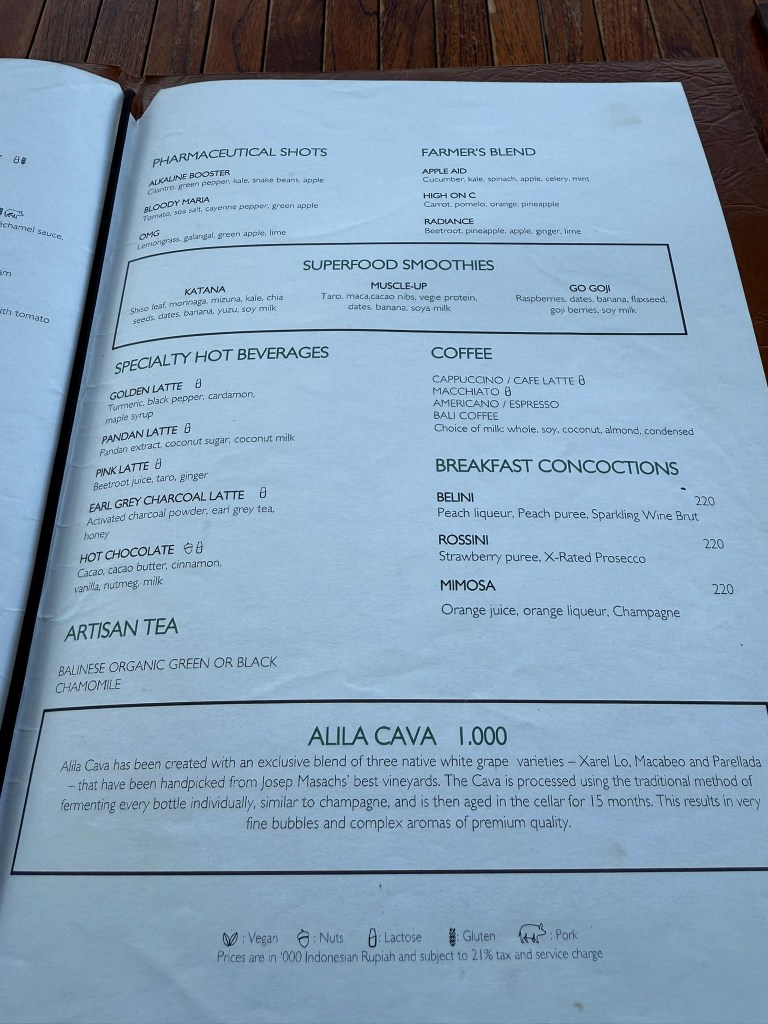 échamel sauce,
ith tomato
PHARMACEUTICAL SHOTS
ALKALINE BOOSTER
Cilantro, green pepper, kale, snake beans, apple
BLOODY MARIA
Tomato, sea salt, cayenne pepper, green apple
OMG
Lemongrass, galangal, green apple, lime
FARMER'S BLEND
APPLE AID
Cucumber, kale, spinach, apple, celery, mint
HIGH ON C
Carrot, pomelo, orange, pineapple
RADIANCE
Beetroot, pineapple, apple, ginger, lime
SUPERFOOD SMOOTHIES
KATANA
Shiso leaf, morinaga, mizuna, kale, chia
seeds, dates, banana, yuzu, soy milk
MUSCLE-UP
Taro, maca,cacao nibs, vegie protein,
dates, banana, soya milk
GO GOJI
Raspberries, dates, banana, flaxseed,
goji berries, soy milk
SPECIALTY HOT BEVERAGES
GOLDEN LATTE
Turmeric, black pepper, cardamon,
maple syrup
PANDAN LATTE
Pandan extract, coconut sugar, coconut milk
PINK LATTE
Beetroot juice, taro, ginger
EARL GREY CHARCOAL LATTE
Activated charcoal powder, earl grey tea,
honey
HOT CHOCOLATE
Cacao, cacao butter, cinnamon,
vanilla, nutmeg, milk
ARTISAN TEA
BALINESE ORGANIC GREEN OR BLACK
CHAMOMILE
COFFEE
CAPPUCCINO / CAFE LATTE
MACCHIATO
AMERICANO / ESPRESSO
BALI COFFEE
Choice of milk: whole, soy, coconut, almond, condensed
BREAKFAST CONCOCTIONS
BELINI 220
Peach liqueur, Peach puree, Sparkling Wine Brut
ROSSINI 220
Strawberry puree, X-Rated Prosecco
MIMOSA 220
Orange juice, orange liqueur, Champagne
ALILA CAVA 1.000
Alila Cava has been created with an exclusive blend of three native white grape varieties – Xarel Lo, Macabeo and Parellada
– that have been handpicked from Josep Masachs' best vineyards. The Cava is processed using the traditional method of
fermenting every bottle individually, similar to champagne, and is then aged in the cellar for 15 months. This results in very
fine bubbles and complex aromas of premium quality.
: Vegan : Nuts : Lactose : Gluten : Pork
Prices are in '000 Indonesian Rupiah and subject to 21% tax and service charge